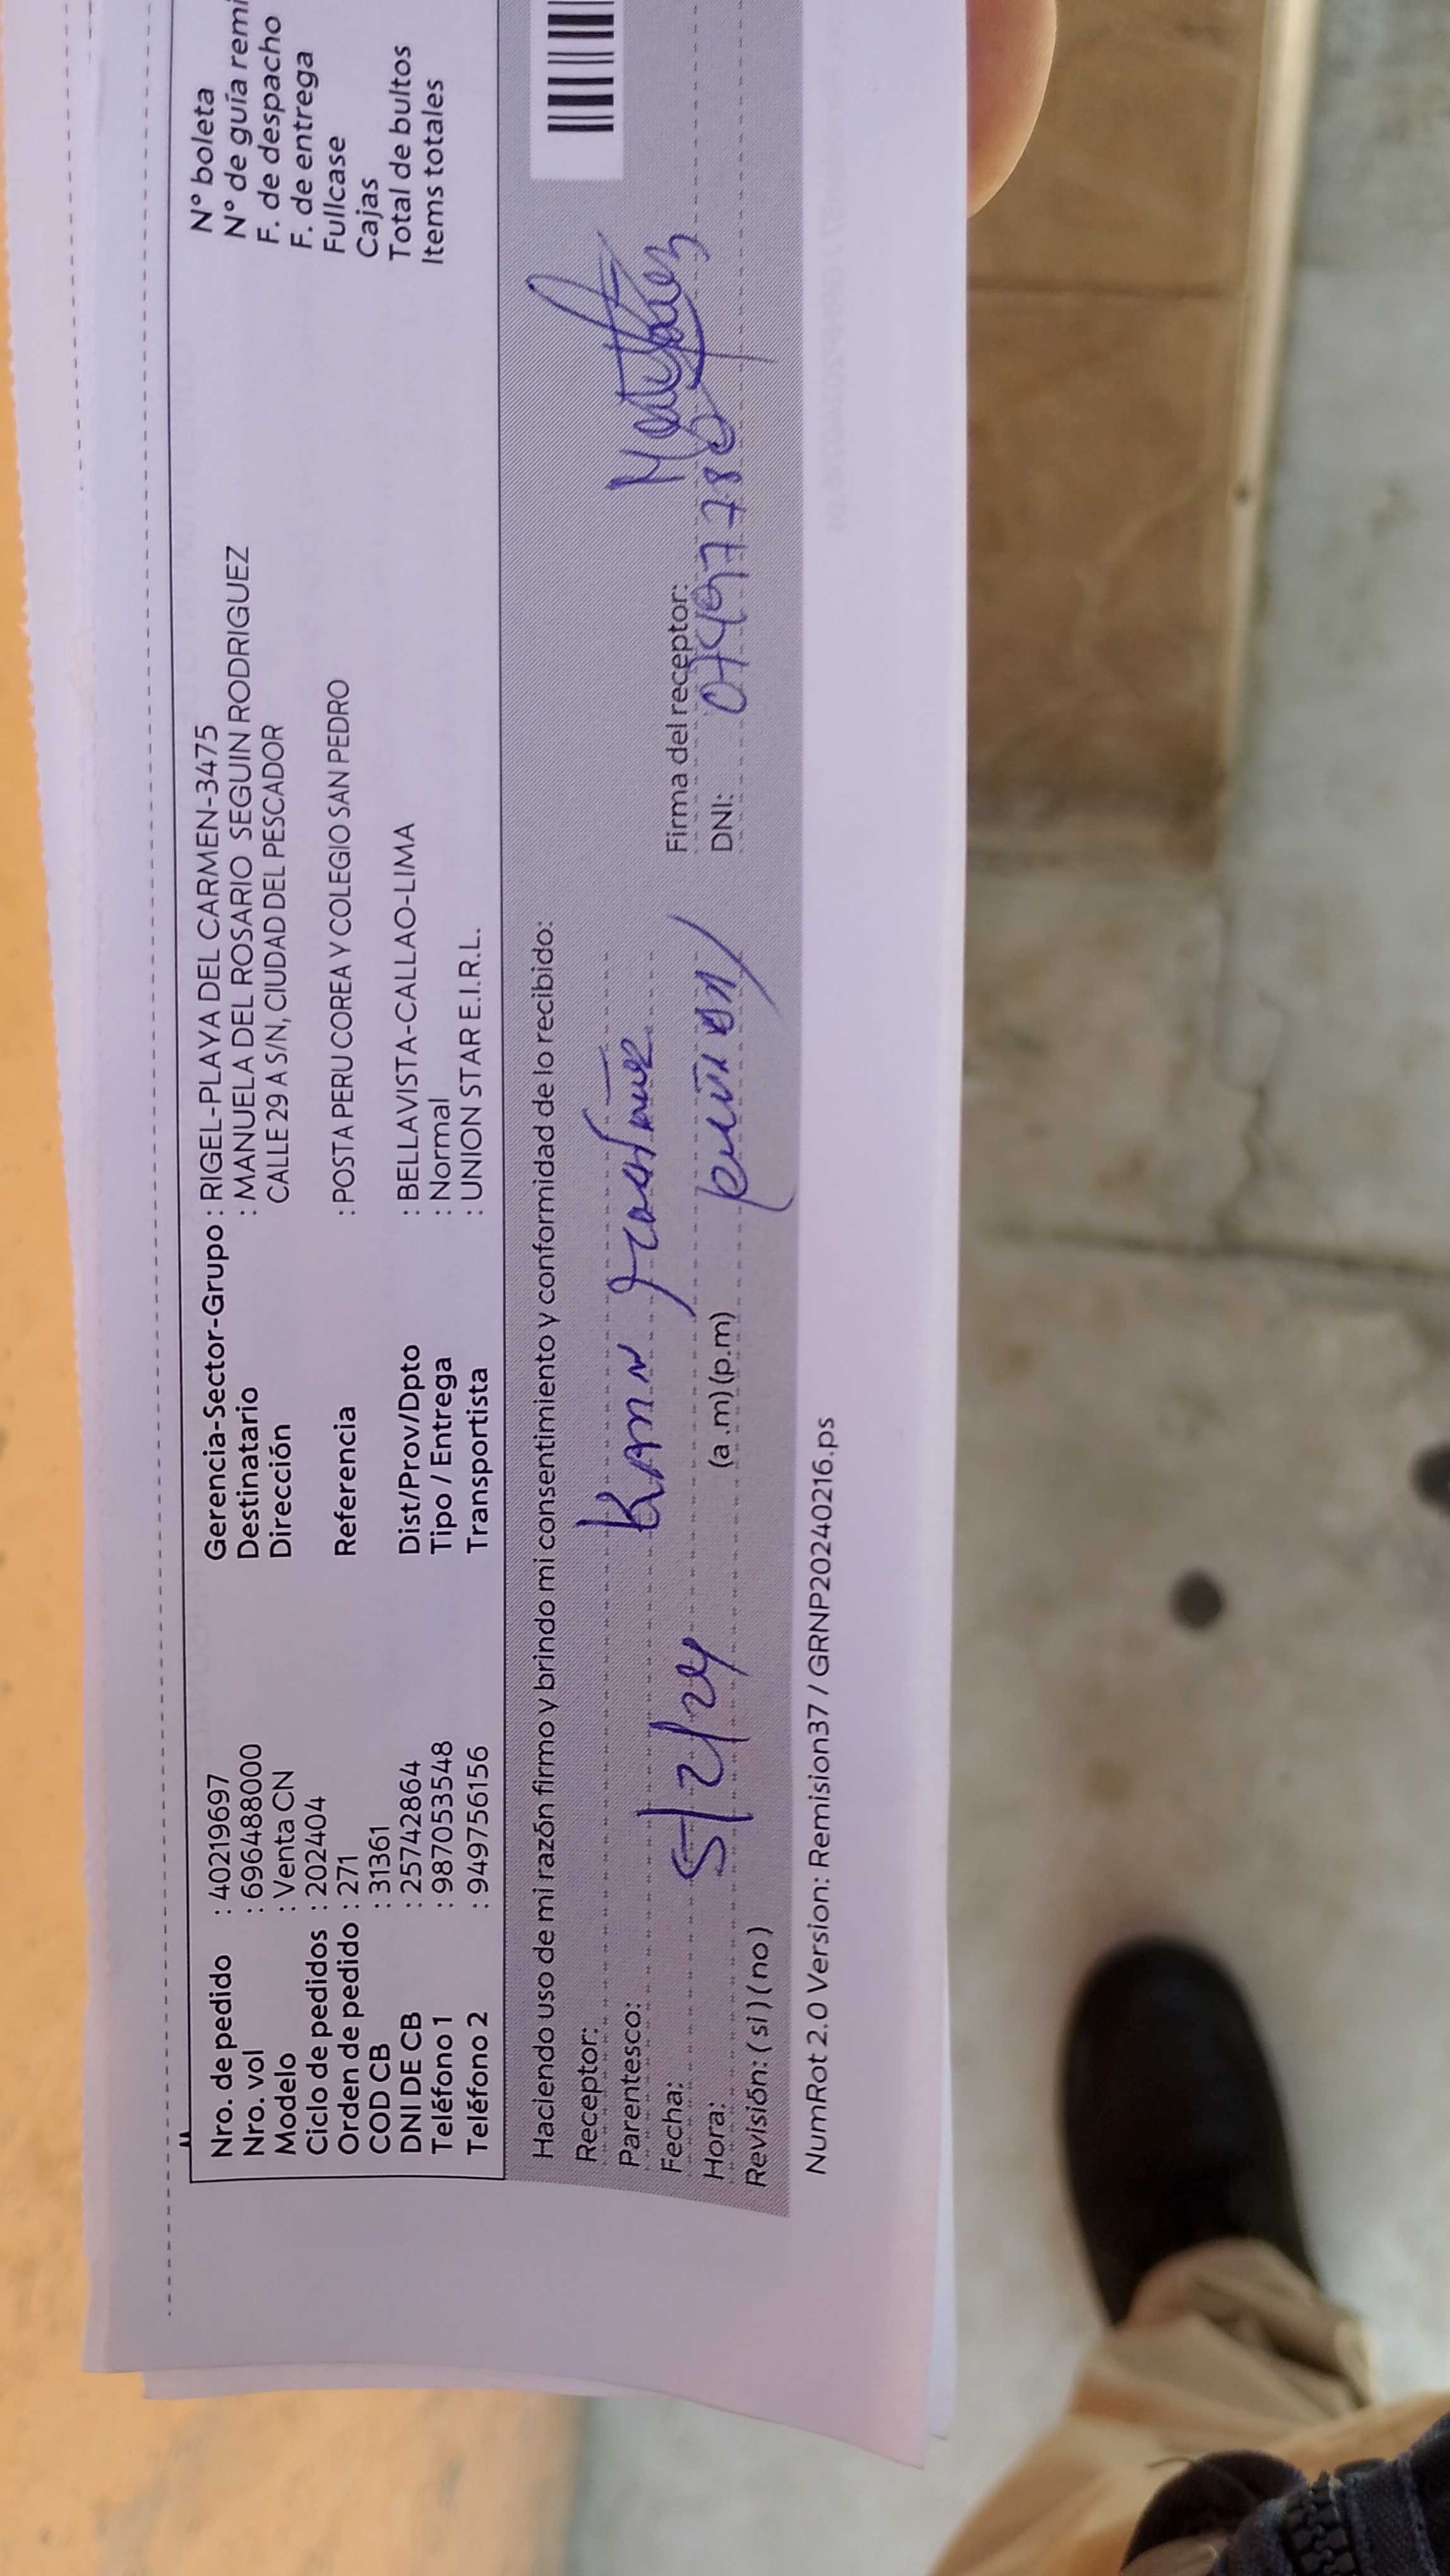 Nro. de pedido : 40219697 Gerencia-Sector-Grupo : RIGEL-PLAYA DEL CARMEN-3475 N° boleta
Nro. vol : 696488000 Destinatario : MANUELA DEL ROSARIO SEGUIN RODRIGUEZ N° de guía remi
Modelo : Venta CN Dirección CALLE 29 A S/N, CIUDAD DEL PESCADOR F. de despacho
Ciclo de pedidos : 202404 F. de entrega
Orden de pedido : 271 Referencia : POSTA PERU COREA Y COLEGIO SAN PEDRO Fullcase
COD CB : 31361 Cajas
DNI DE CB : 25742864 Dist/Prov/Dpto : BELLAVISTA-CALLAO-LIMA Total de bultos
Teléfono 1 : 987053548 Tipo / Entrega : Normal Items totales
Teléfono 2 : 949756156 Transportista : UNION STAR E.I.R.L.
Haciendo uso de mi razón firmo y brindo mi consentimiento y conformidad de lo recibido:
Receptor:
Parentesco:
Fecha: 5/2/24 Firma del receptor:
Hora: (a.m) (p.m) DNI:
Revisión: ( si ) ( no )
NumRot 2.0 Version: Remision37 / GRNP20240216.ps